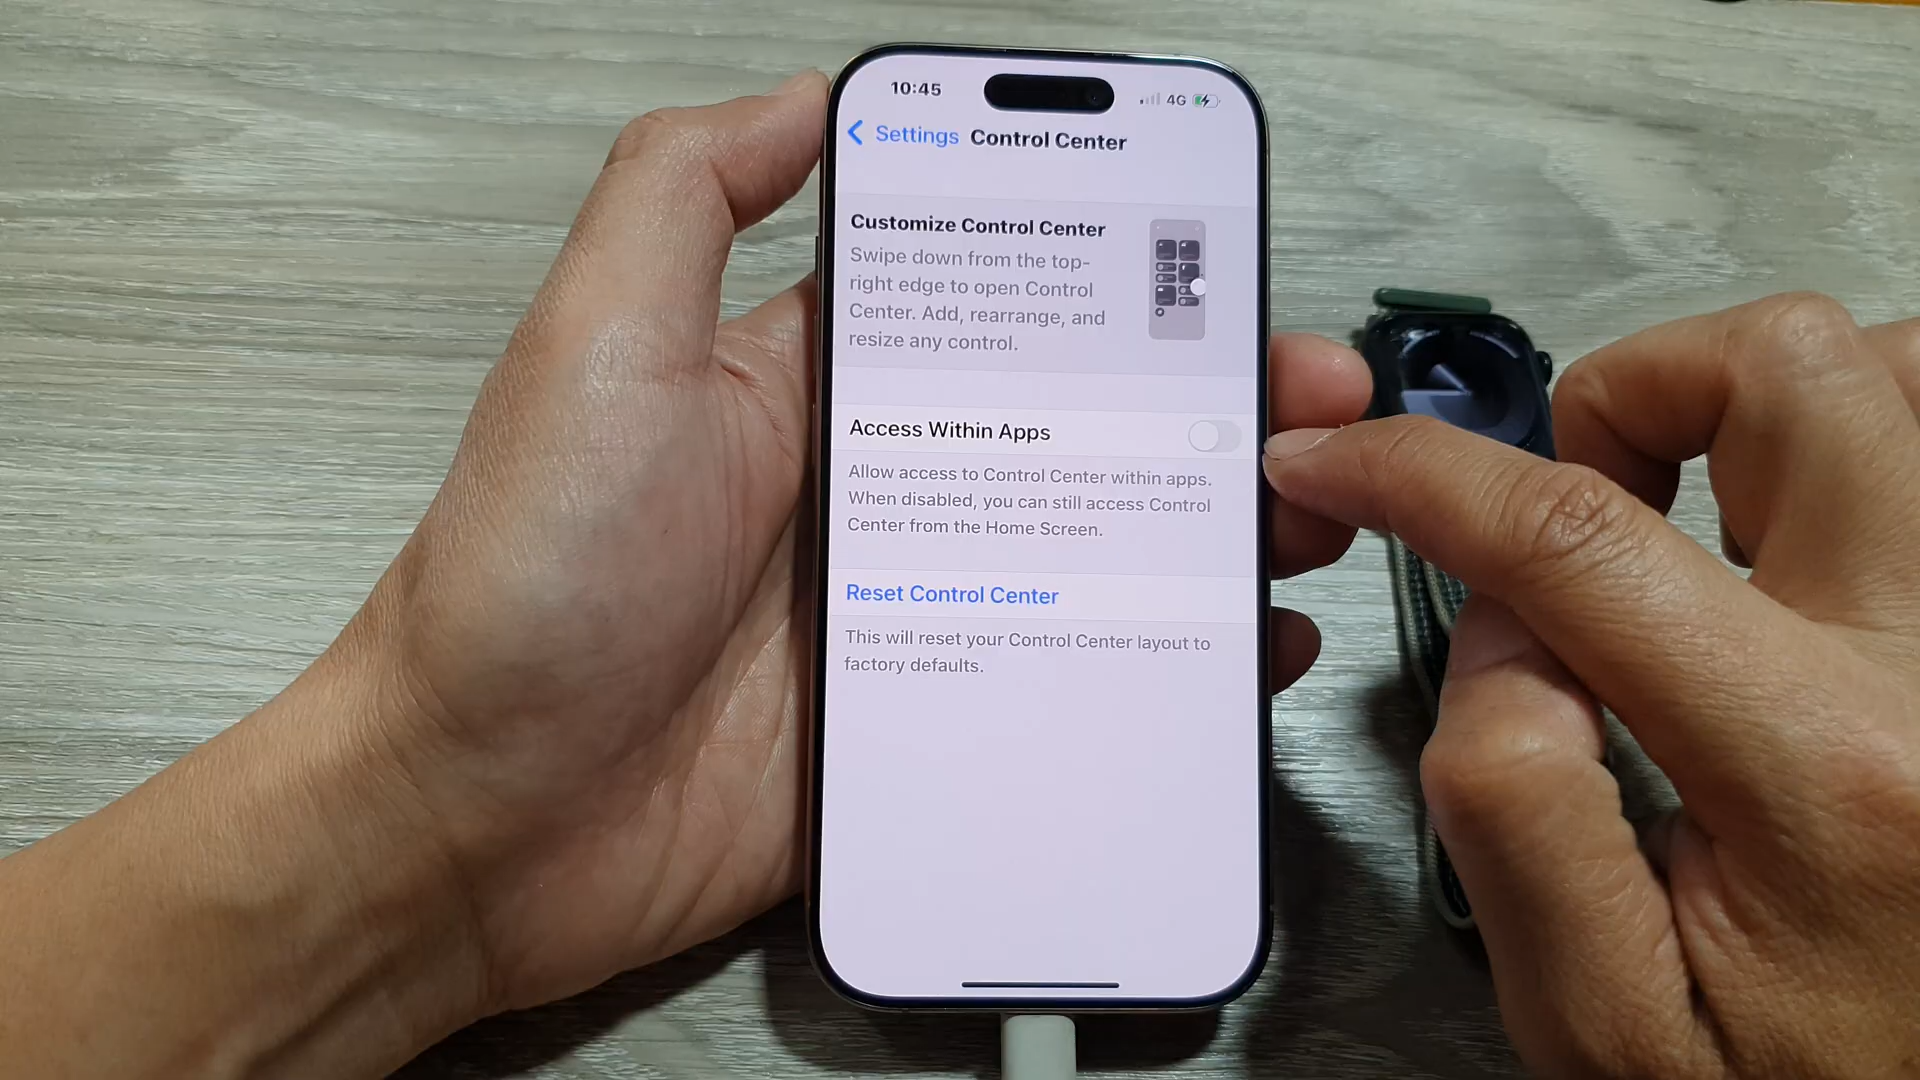 10:45
4G
Settings
Control Center
Customize Control Center
Swipe down from the top-
right edge to open Control
Center. Add, rearrange, and
resize any control.
Access Within Apps
Allow access to Control Center within apps.
When disabled, you can still access Control
Center from the Home Screen.
Reset Control Center
This will reset your Control Center layout to
factory defaults.